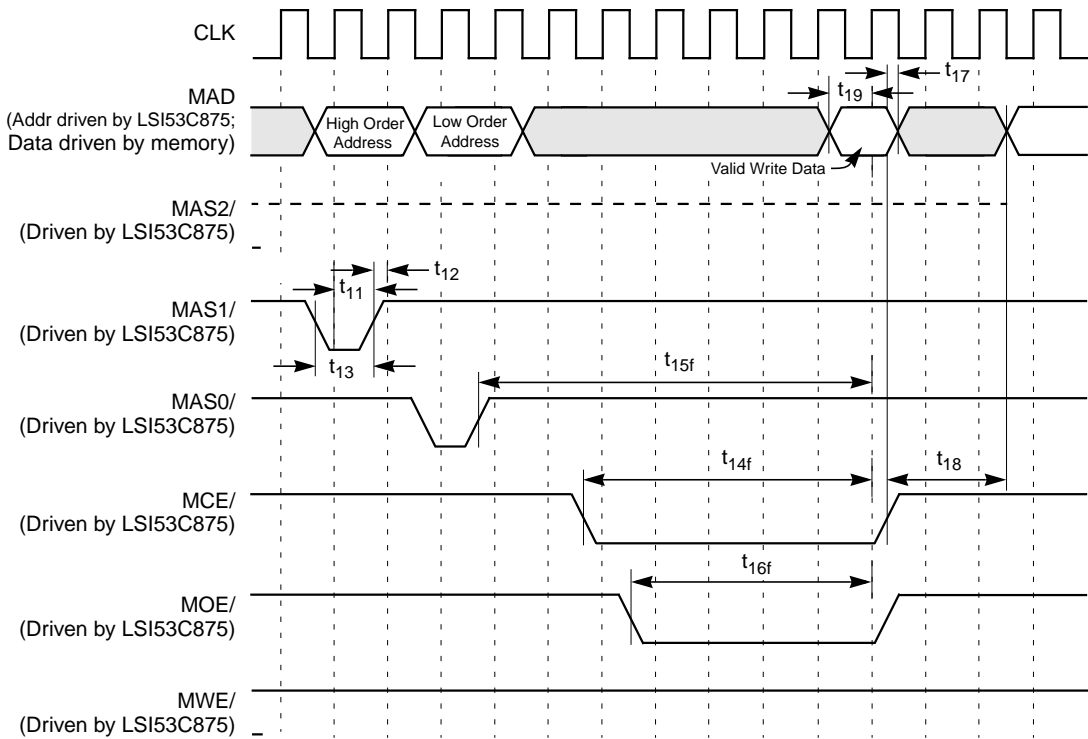 CLK
MAD
(Addr driven by LSI53C875;
Data driven by memory)
High Order
Address
Low Order
Address
t19
t17
Valid Write Data
MAS2/
(Driven by LSI53C875)
t12
t11
MAS1/
(Driven by LSI53C875)
t13
t15f
MAS0/
(Driven by LSI53C875)
t14f
t18
MCE/
(Driven by LSI53C875)
t16f
MOE/
(Driven by LSI53C875)
MWE/
(Driven by LSI53C875)